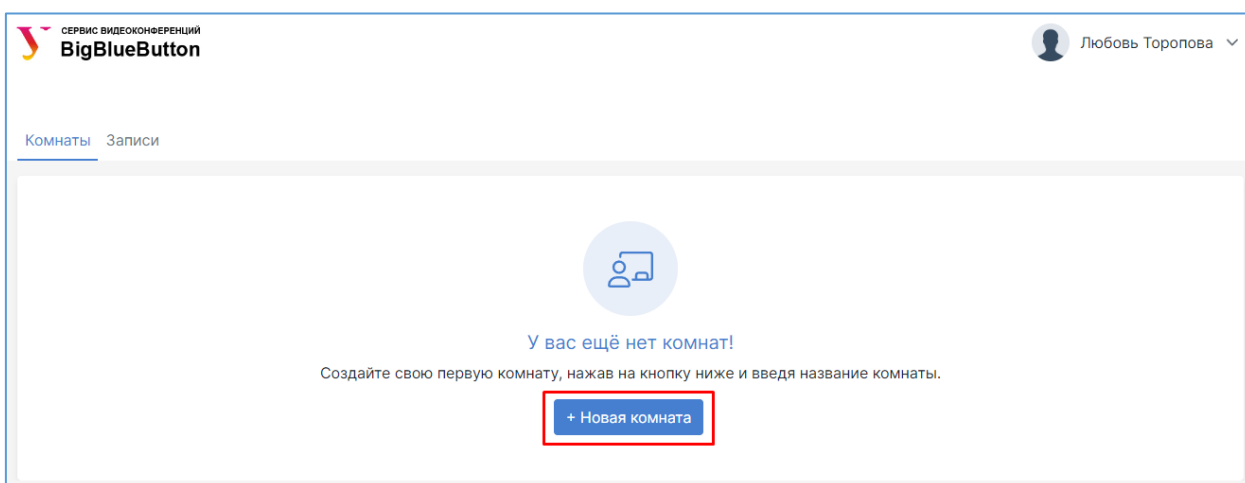 СЕРВИС ВИДЕОКОНФЕРЕНЦИЙ
BigBlueButton
Любовь Торопова
Комнаты Записи
У вас ещё нет комнат!
Создайте свою первую комнату, нажав на кнопку ниже и введя название комнаты.
+ Новая комната